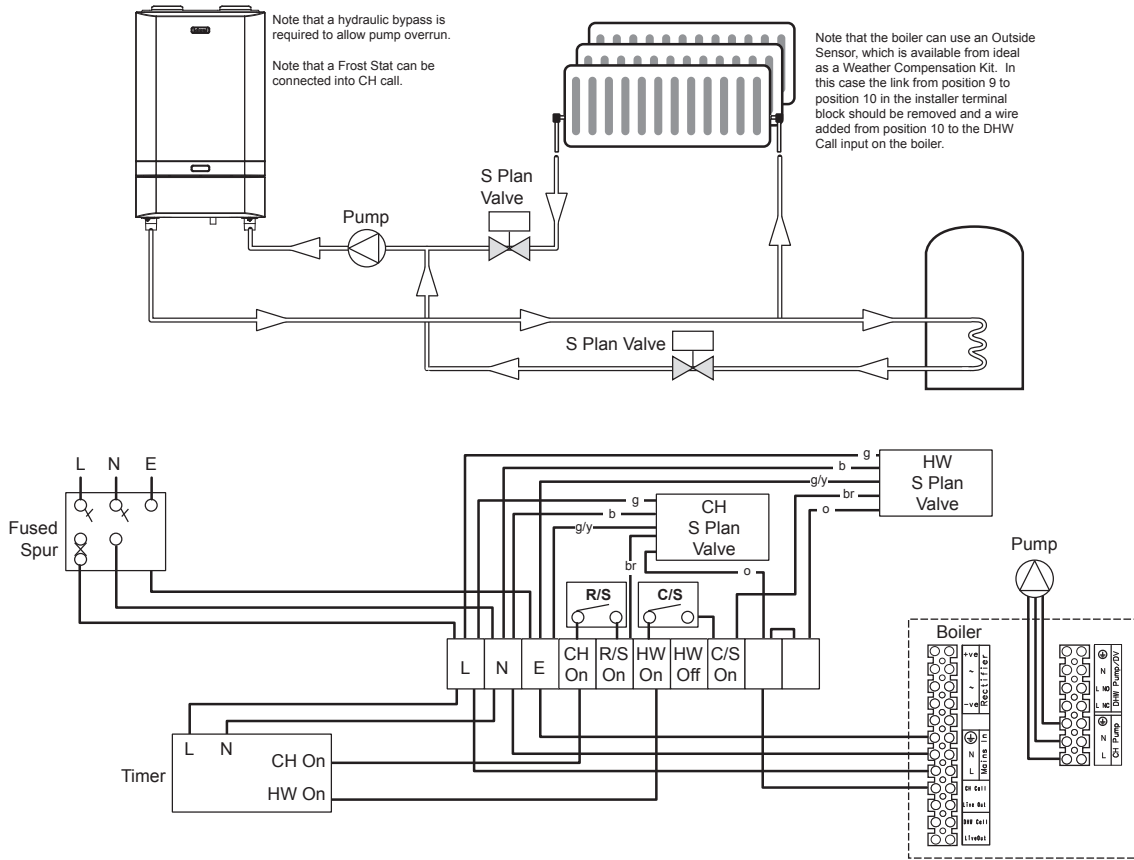 Note that a hydraulic bypass is
required to allow pump overrun.
Note that a Frost Stat can be
connected into CH call.
Note that the boiler can use an Outside
Sensor, which is available from ideal
as a Weather Compensation Kit. In
this case the link from position 9 to
position 10 in the installer terminal
block should be removed and a wire
added from position 10 to the DHW
Call input on the boiler.
S Plan
Valve
Pump
S Plan Valve
L N E
Fused
Spur
g
b
g/y
br
o
HW
S Plan
Valve
g
b
g/y
br
o
CH
S Plan
Valve
R/S
C/S
Pump
L
N
E
CH
On
R/S
On
HW
On
HW
Off
C/S
On
L N
Timer
CH On
HW On
Boiler
+ve
~
~
-ve
Rectifier
N
L
Mains In
CH Call
Live Out
DHW Call
LiveOut
N
L NO
L NC
DHW Pump/DV
N
L
CH Pump